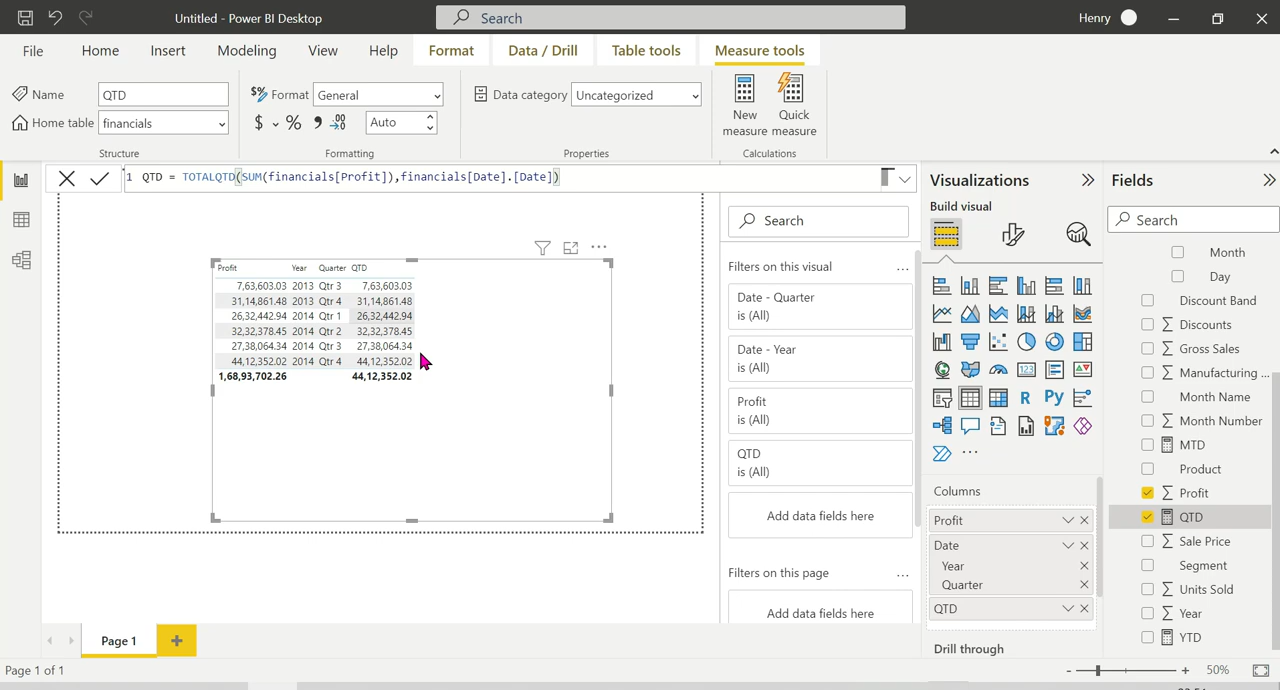 Untitled - Power BI Desktop
Search
Henry
File
Home
Insert
Modeling
View
Help
Format
Data / Drill
Table tools
Measure tools
Name
QTD
Home table
financials
Structure
$% Format
General
$
%
Auto
Formatting
Data category
Uncategorized
Properties
New measure
Quick measure
Calculations
1 QTD = TOTALQTD(SUM(financials[Profit]),financials[Date].[Date])
Profit Year Quarter QTD
7,63,603.03 2013 Qtr 3 7,63,603.03
31,14,861.48 2013 Qtr 4 31,14,861.48
26,32,442.94 2014 Qtr 1 26,32,442.94
32,32,378.45 2014 Qtr 2 32,32,378.45
27,38,064.34 2014 Qtr 3 27,38,064.34
44,12,352.02 2014 Qtr 4 44,12,352.02
1,68,93,702.26 44,12,352.02
Search
Filters on this visual ...
Date - Quarter
is (All)
Date - Year
is (All)
Profit
is (All)
QTD
is (All)
Add data fields here
Filters on this page ...
Add data fields here
Visualizations
Build visual
123
R
Py
...
Columns
Profit
Date
Year
Quarter
QTD
Drill through
Fields
Search
Month
Day
Discount Band
Discounts
Gross Sales
Manufacturing ...
Month Name
Month Number
MTD
Product
Profit
QTD
Sale Price
Segment
Units Sold
Year
YTD
Page 1
+
Page 1 of 1
- + 50%